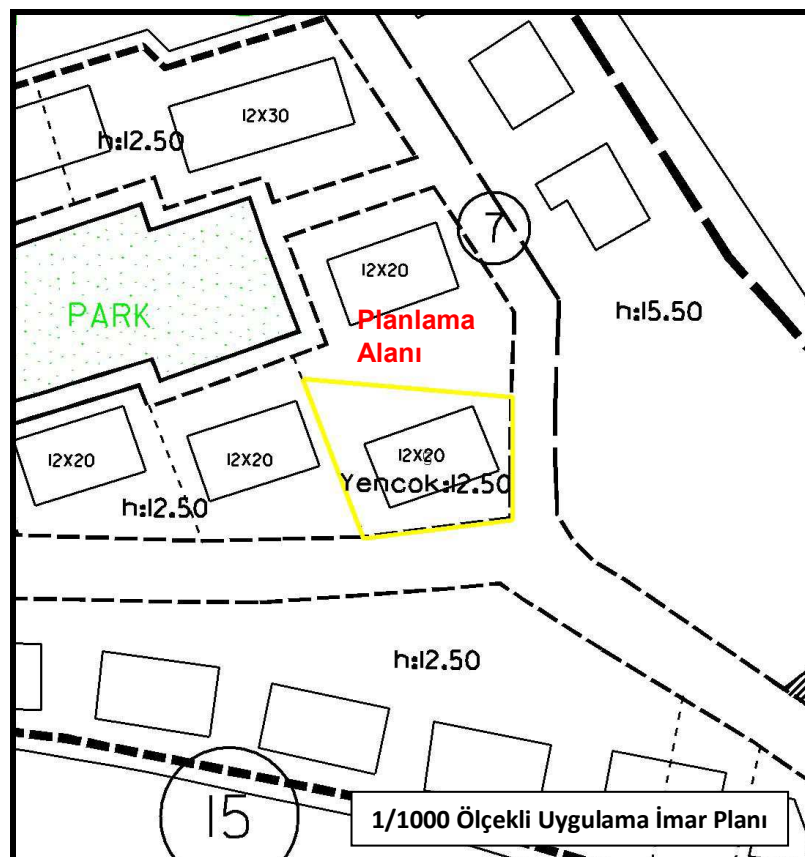 12X30
h:12.50
7
12X20
PARK
Planlama
Alanı
h:15.50
12X20
12X20
12X20
Yencok:12.50
h:12.50
h:12.50
15
1/1000 Ölçekli Uygulama İmar Planı